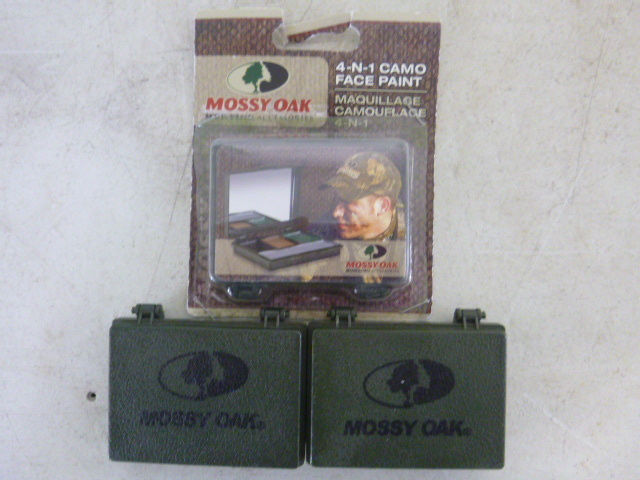 MOSSY OAK
4-N-1 CAMO
FACE PAINT
MAQUILLAGE
CAMOUFLAGE
4-N-1
MOSSY OAK
MOSSY OAK®
MOSSY OAK®